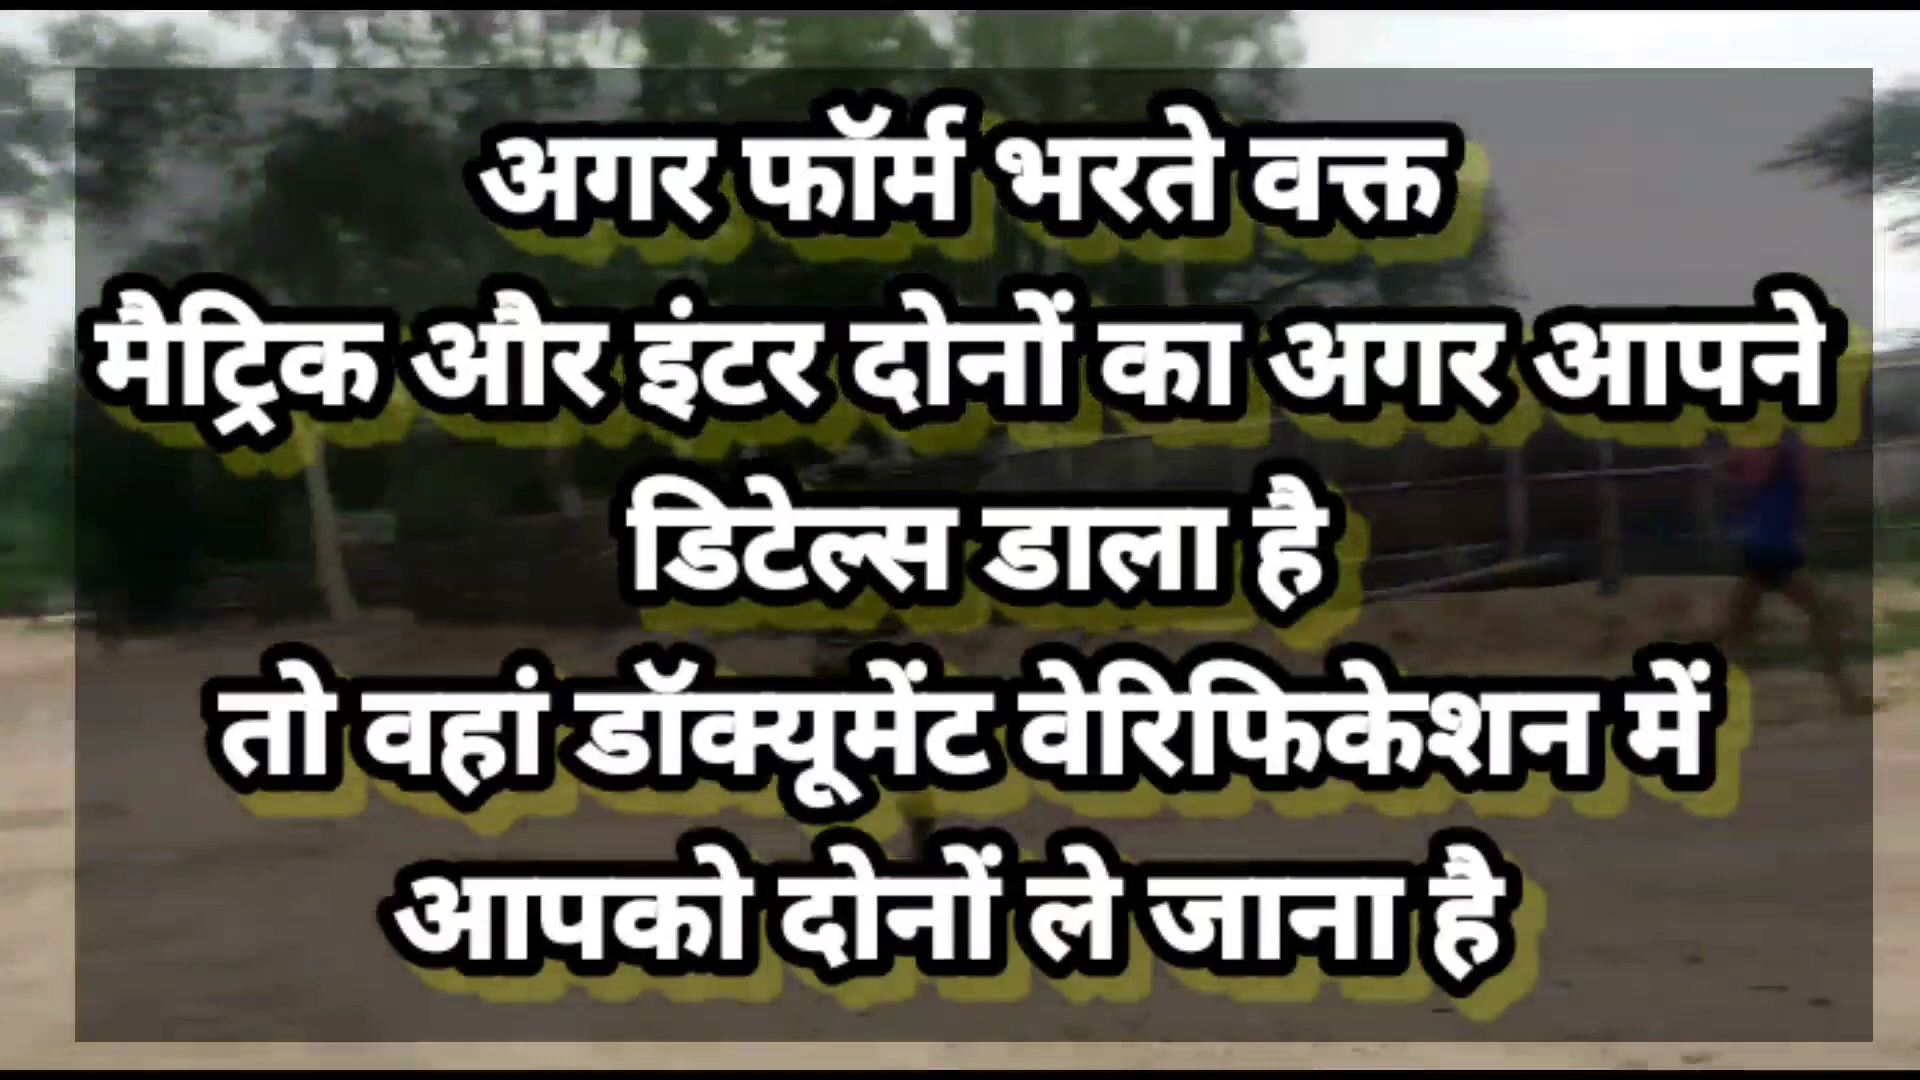 अगर फॉर्म भरते वक्त
मैट्रिक और इंटर दोनों का अगर आपने
डिटेल्स डाला है
तो वहां डॉक्यूमेंट वेरिफिकेशन में
आपको दोनों ले जाना है